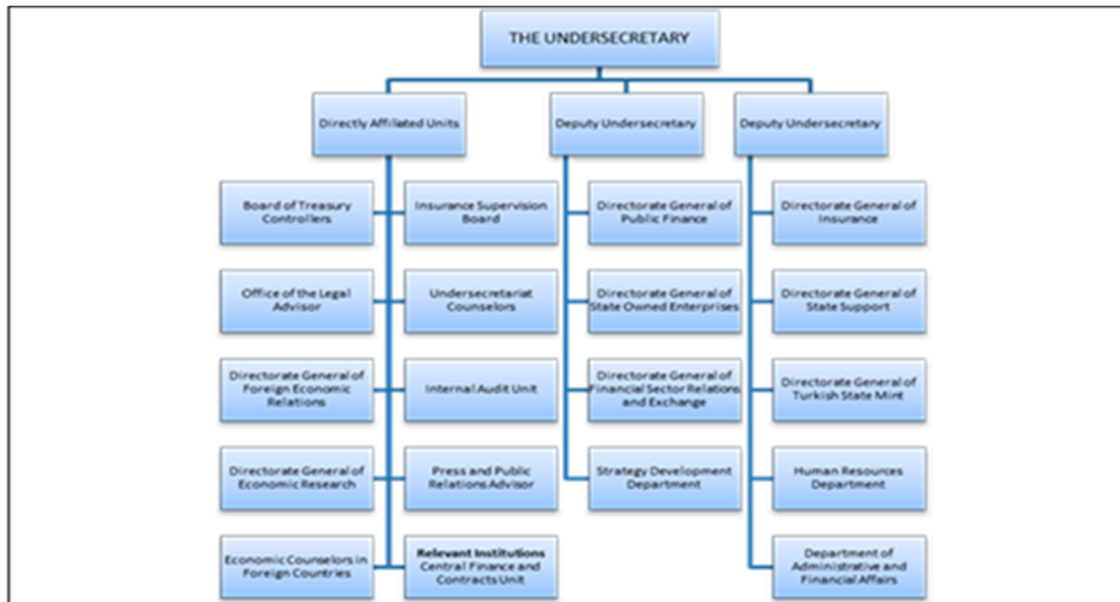 THE UNDERSECRETARY
Directly Affiliated Units
Deputy Undersecretary
Deputy Undersecretary
Board of Treasury
Controllers
Insurance Supervision
Board
Directorate General of
Public Finance
Directorate General of
Insurance
Office of the Legal
Advisor
Undersecretariat
Counselors
Directorate General of
State Owned Enterprises
Directorate General of
State Support
Directorate General of
Foreign Economic
Relations
Internal Audit Unit
Directorate General of
Financial Sector Relations
and Exchange
Directorate General of
Turkish State Mint
Directorate General of
Economic Research
Press and Public
Relations Advisor
Strategy Development
Department
Human Resources
Department
Economic Counselors in
Foreign Countries
Relevant Institutions
Central Finance and
Contracts Unit
Department of
Administrative and
Financial Affairs